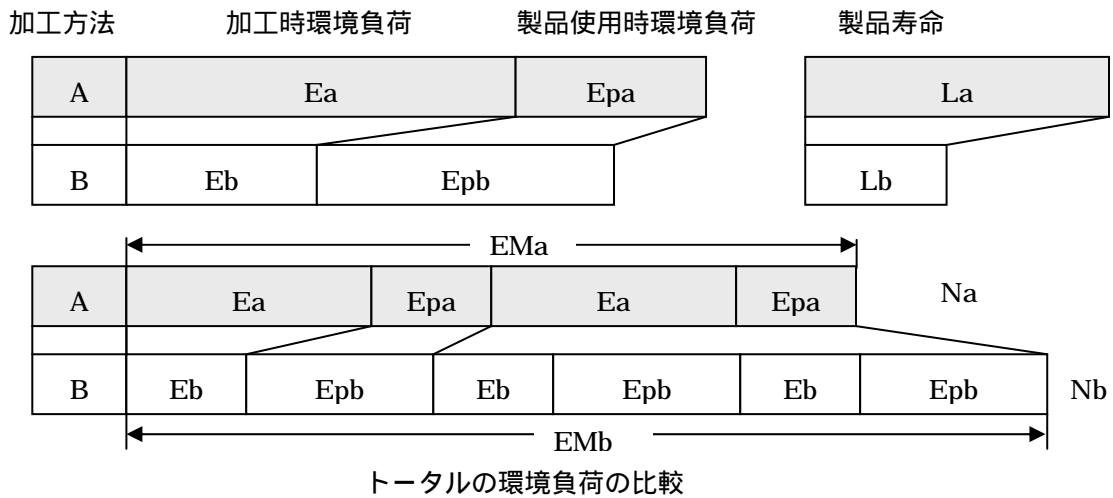 加工方法 加工時環境負荷 製品使用時環境負荷 製品寿命
A Ea Epa La
B Eb Epb Lb
EMa
A Ea Epa Ea Epa Na
B Eb Epb Eb Epb Eb Epb Nb
EMb
トータルの環境負荷の比較